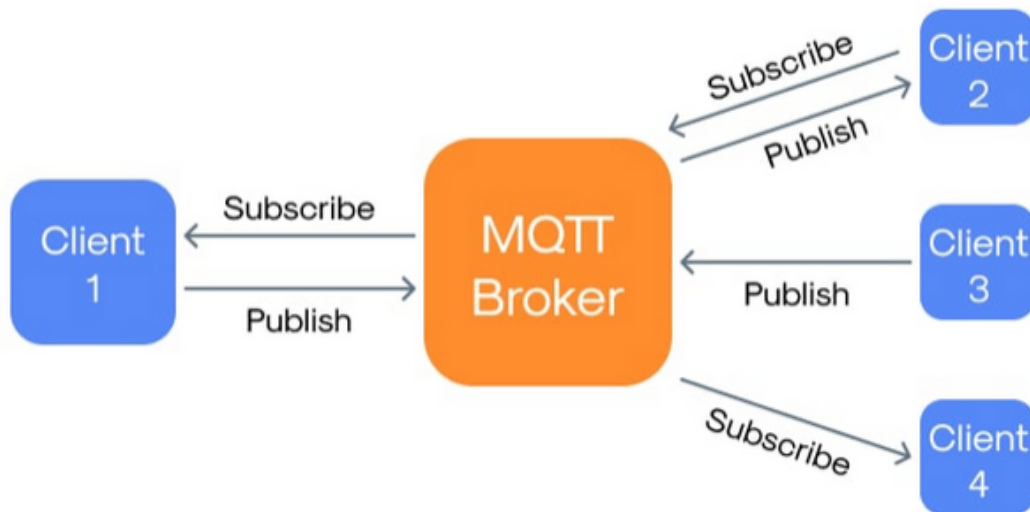 Client
1
Subscribe
Publish
MQTT
Broker
Subscribe
Publish
Client
2
Publish
Client
3
Subscribe
Client
4